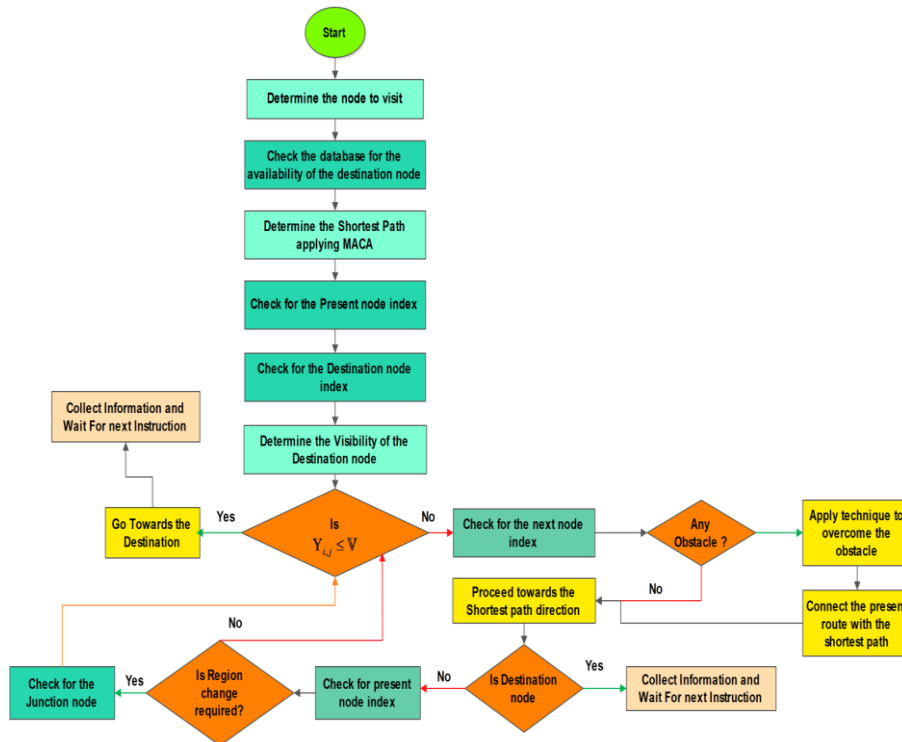 Start
Determine the node to visit
Check the database for the
availability of the destination node
Determine the Shortest Path
applying MACA
Check for the Present node index
Check for the Destination node
index
Collect Information and
Wait For next Instruction
Determine the Visibility of the
Destination node
Go Towards the
Destination
Yes
Is
Υi,j ≤ 𝕍
No
Check for the next node
index
Any
Obstacle ?
Apply technique to
overcome the
obstacle
No
Proceed towards the
Shortest path direction
Connect the present
route with the
shortest path
No
Check for the
Junction node
Yes
Is Region
change
required?
Check for present
node index
No
Is Destination
node
Yes
Collect Information and
Wait For next Instruction